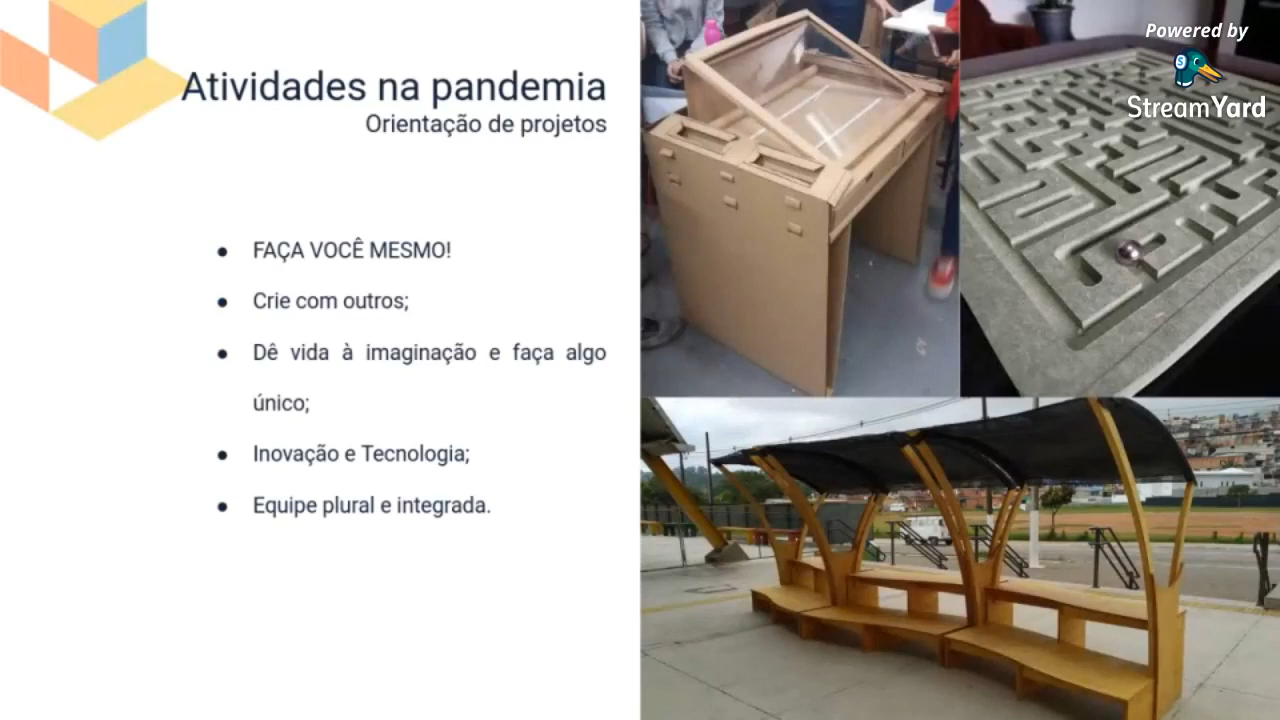 Atividades na pandemia
Orientação de projetos
● FAÇA VOCÊ MESMO!
● Crie com outros;
● Dê vida à imaginação e faça algo
único;
● Inovação e Tecnologia;
● Equipe plural e integrada.
Powered by
StreamYard